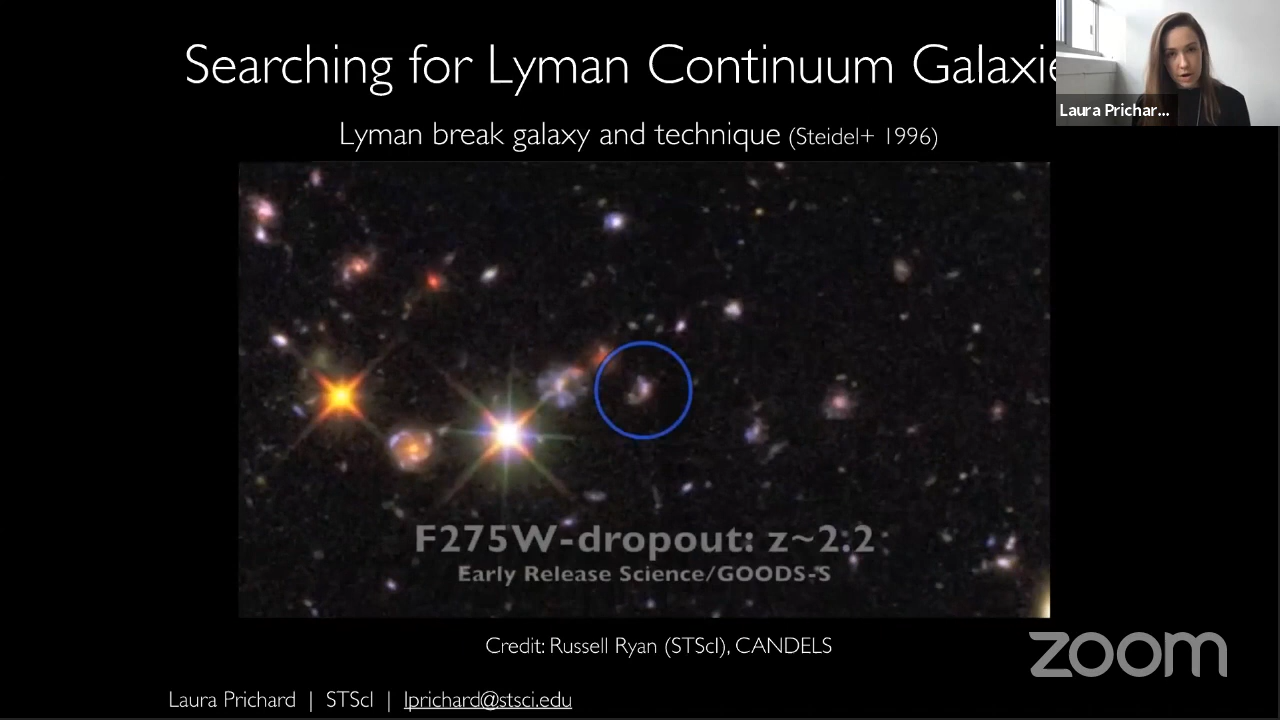 Searching for Lyman Continuum Galaxie
Laura Prichar...
Lyman break galaxy and technique (Steidel+ 1996)
F275W-dropout: z~2.2
Early Release Science/GOODS-S
Credit: Russell Ryan (STScI), CANDELS
zoom
Laura Prichard | STScI | lprichard@stsci.edu